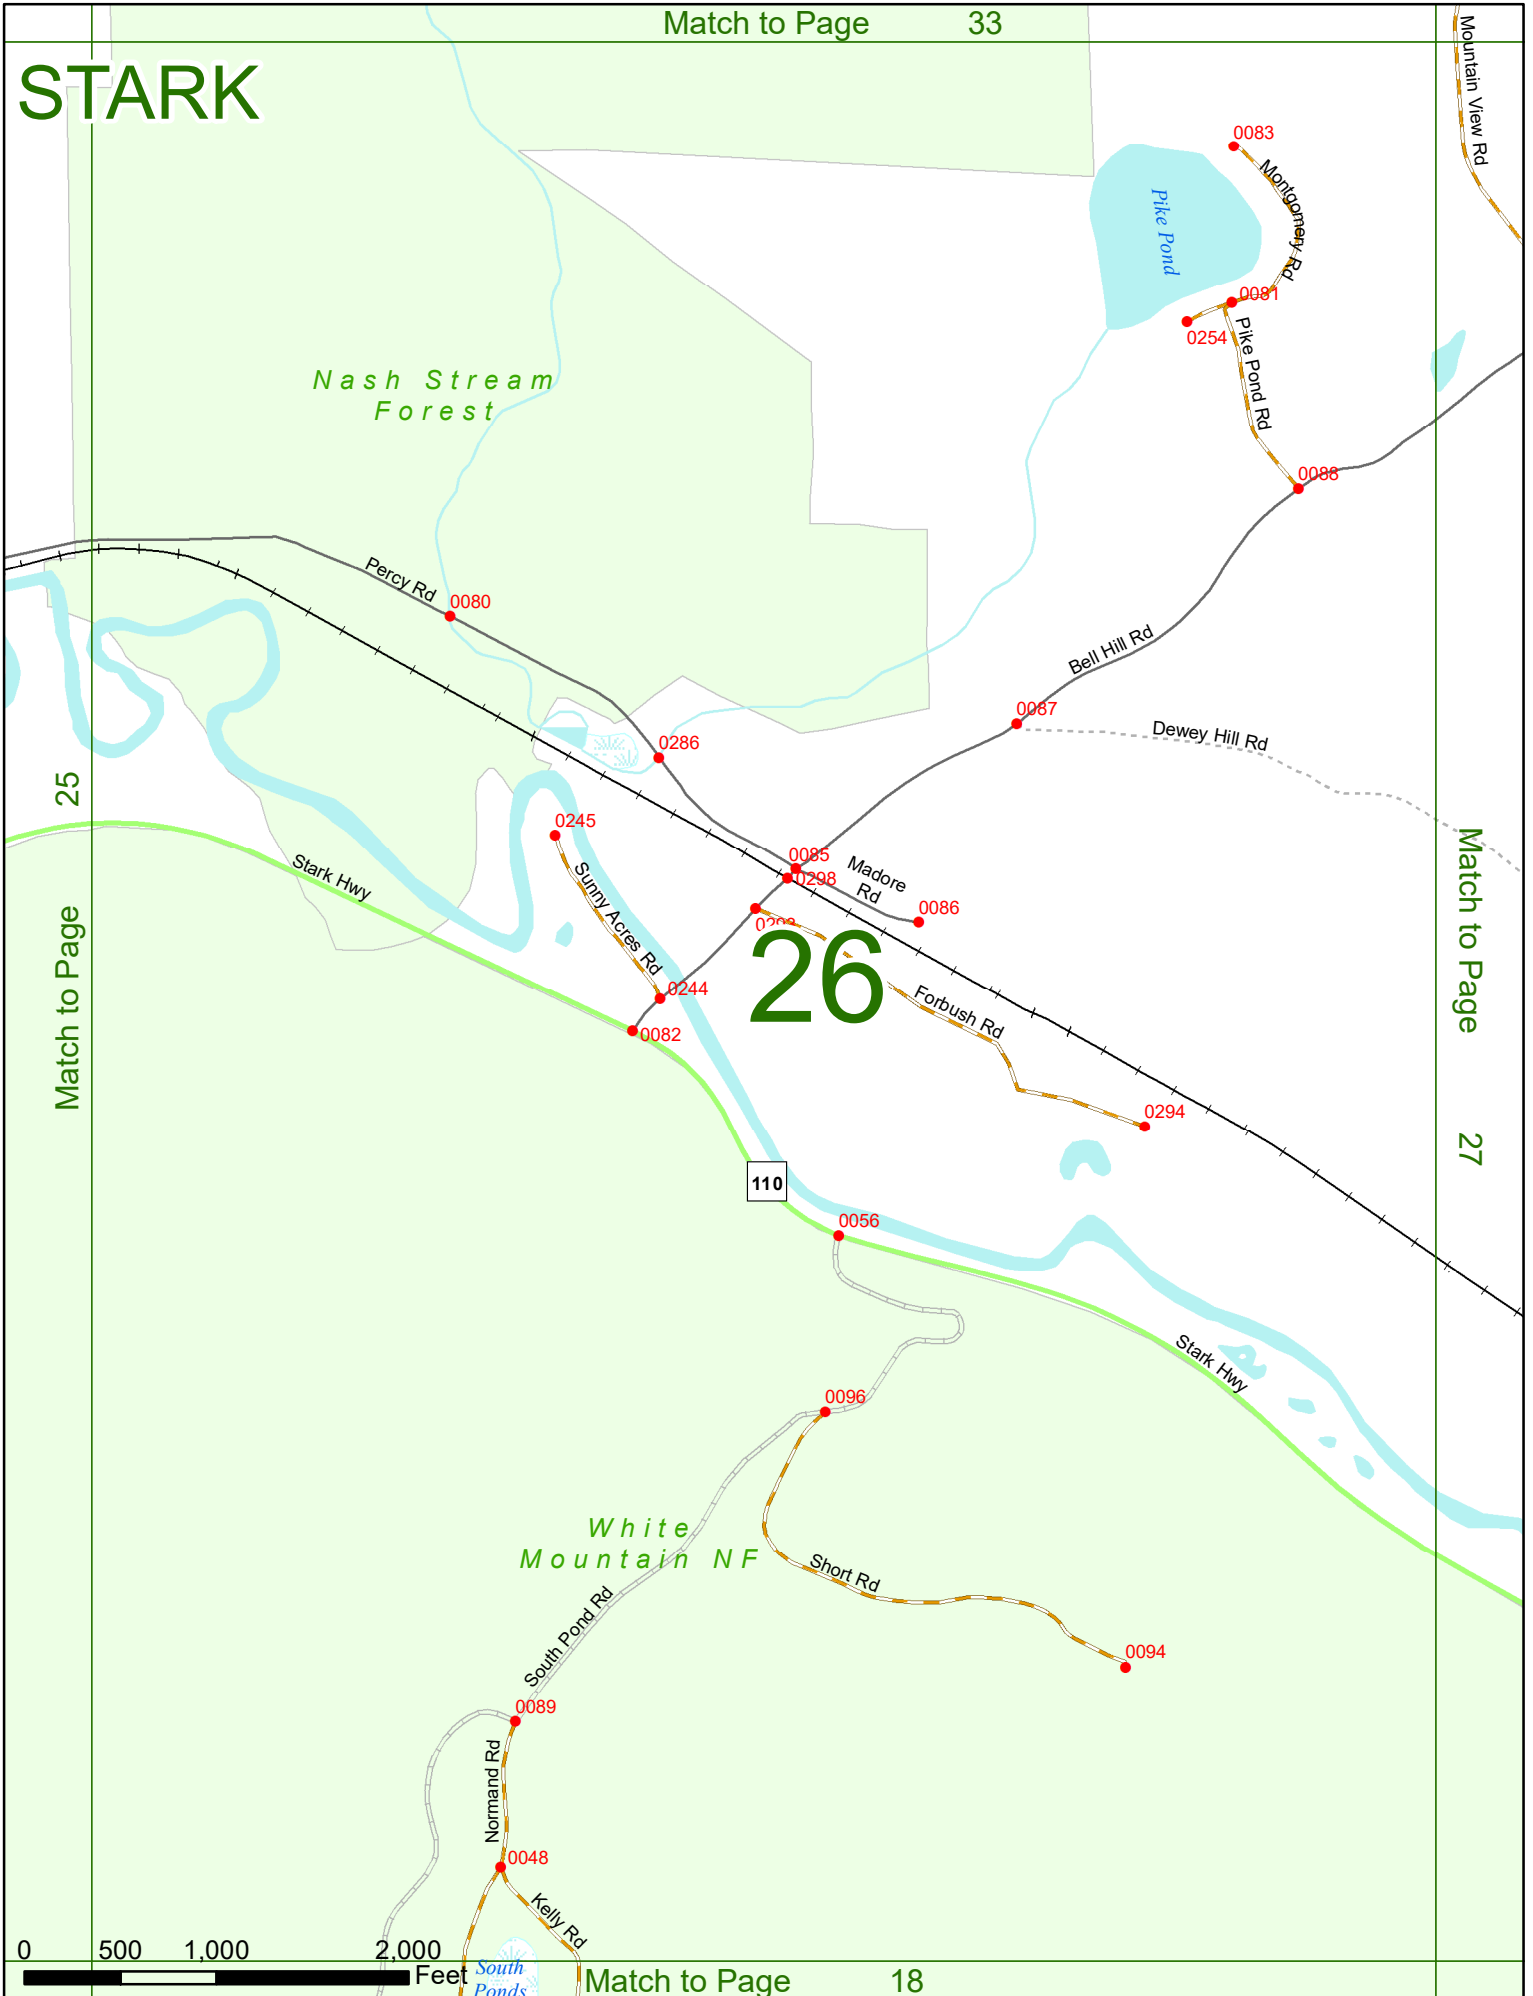 Match to Page 33
STARK
Mountain View Rd
0083
Montgomery Rd
Pike Pond
0081
0254
Pike Pond Rd
Nash Stream
Forest
0088
Percy Rd
0080
Bell Hill Rd
0087
Dewey Hill Rd
0286
25
Match to Page
0245
Stark Hwy
Sunny Acres Rd
0085
0298
Madore
Rd
0086
26
Match to Page
27
0244
0082
Forbush Rd
0294
110
0056
Stark Hwy
0096
White
Mountain NF
Short Rd
South Pond Rd
0094
0089
Normand Rd
0048
Kelly Rd
0 500 1,000 2,000
Feet
South
Ponds
Match to Page 18